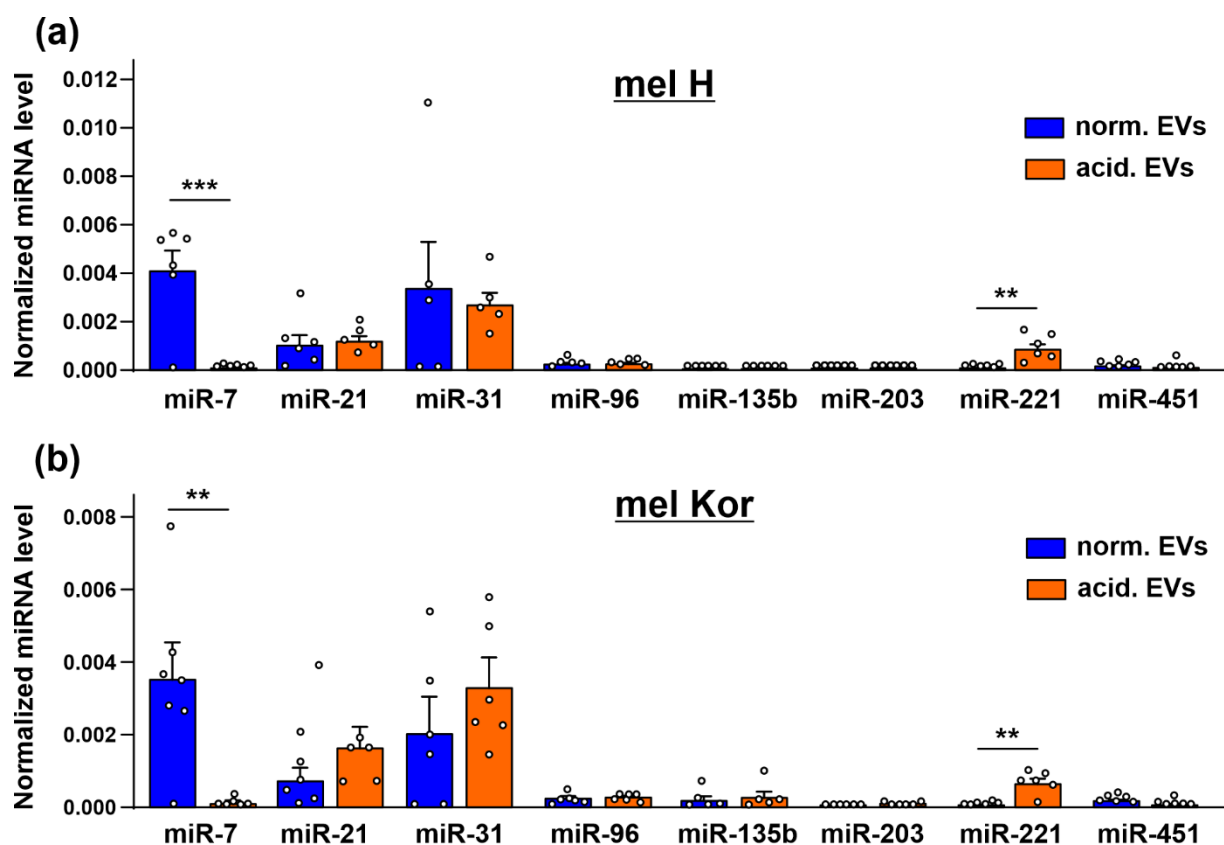 (a)
mel H
Normalized miRNA level
0.012
0.010
0.008
0.006
0.004
0.002
0.000
norm. EVs
acid. EVs
***
**
miR-7 miR-21 miR-31 miR-96 miR-135b miR-203 miR-221 miR-451
(b)
mel Kor
Normalized miRNA level
0.008
0.006
0.004
0.002
0.000
norm. EVs
acid. EVs
**
**
miR-7 miR-21 miR-31 miR-96 miR-135b miR-203 miR-221 miR-451